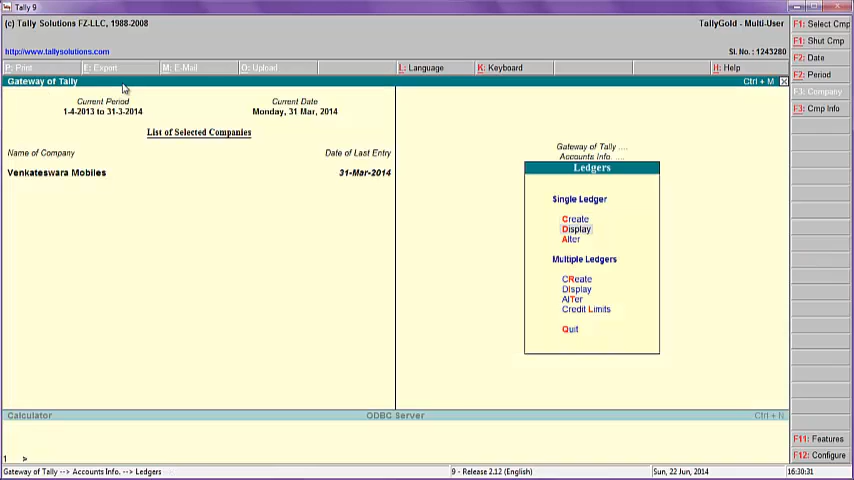 Tally 9
(c) Tally Solutions FZ-LLC, 1988-2008
TallyGold - Multi-User
http://www.tallysolutions.com
Sl. No. : 1243280
P: Print
E: Export
M: E-Mail
O: Upload
L: Language
K: Keyboard
H: Help
Gateway of Tally
Ctrl + M
Current Period
1-4-2013 to 31-3-2014
Current Date
Monday, 31 Mar, 2014
List of Selected Companies
Name of Company
Date of Last Entry
Venkateswara Mobiles
31-Mar-2014
Gateway of Tally ....
Accounts Info. ....
Ledgers
Single Ledger
Create
Display
Alter
Multiple Ledgers
CReate
Display
AlTer
Credit Limits
Quit
F1: Select Cmp
F1: Shut Cmp
F2: Date
F2: Period
F3: Company
F3: Cmp Info
F11: Features
F12: Configure
Calculator
ODBC Server
Ctrl + N
1 >
Gateway of Tally --> Accounts Info. --> Ledgers
9 - Release 2.12 (English)
Sun, 22 Jun, 2014
16:30:31